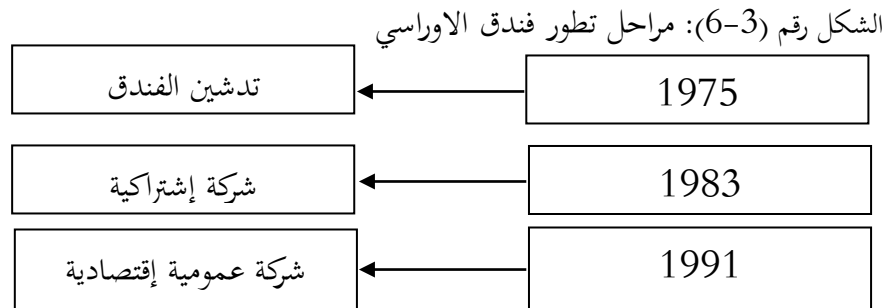 الشكل رقم (3-6): مراحل تطور فندق الاوراسي
1975
تدشين الفندق
1983
شركة إشتراكية
1991
شركة عمومية إقتصادية